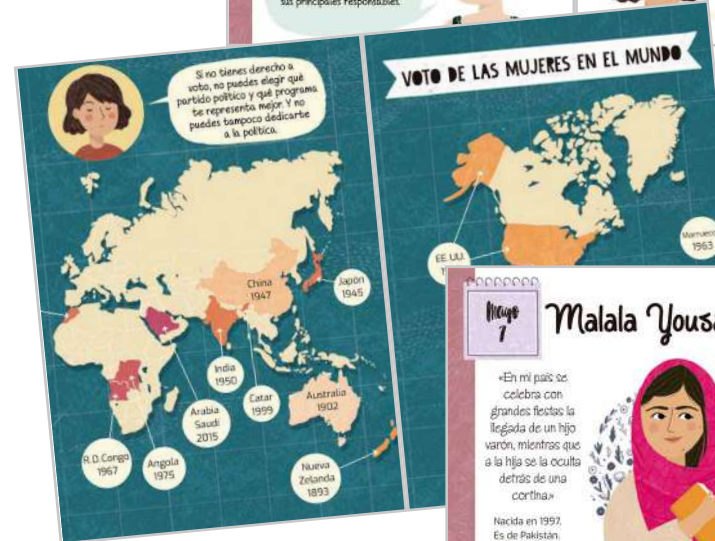 sus principales responsables.
Si no tienes derecho a
voto, no puedes elegir qué
partido político y qué programa
te representa mejor. Y no
puedes tampoco dedicarte
a la política.
China
1947
Japón
1945
India
1950
Catar
1999
Australia
1902
Arabia
Saudí
2015
R.D.Congo
1967
Angola
1975
Nueva
Zelanda
1893
VOTO DE LAS MUJERES EN EL MUNDO
EE.UU.
Marruecos
1963
Mayo
7
Malala Yousa
«En mi país se
celebra con
grandes fiestas la
llegada de un hijo
varón, mientras que
a la hija se la oculta
detrás de una
cortina.»
Nacida en 1997.
Es de Pakistán.